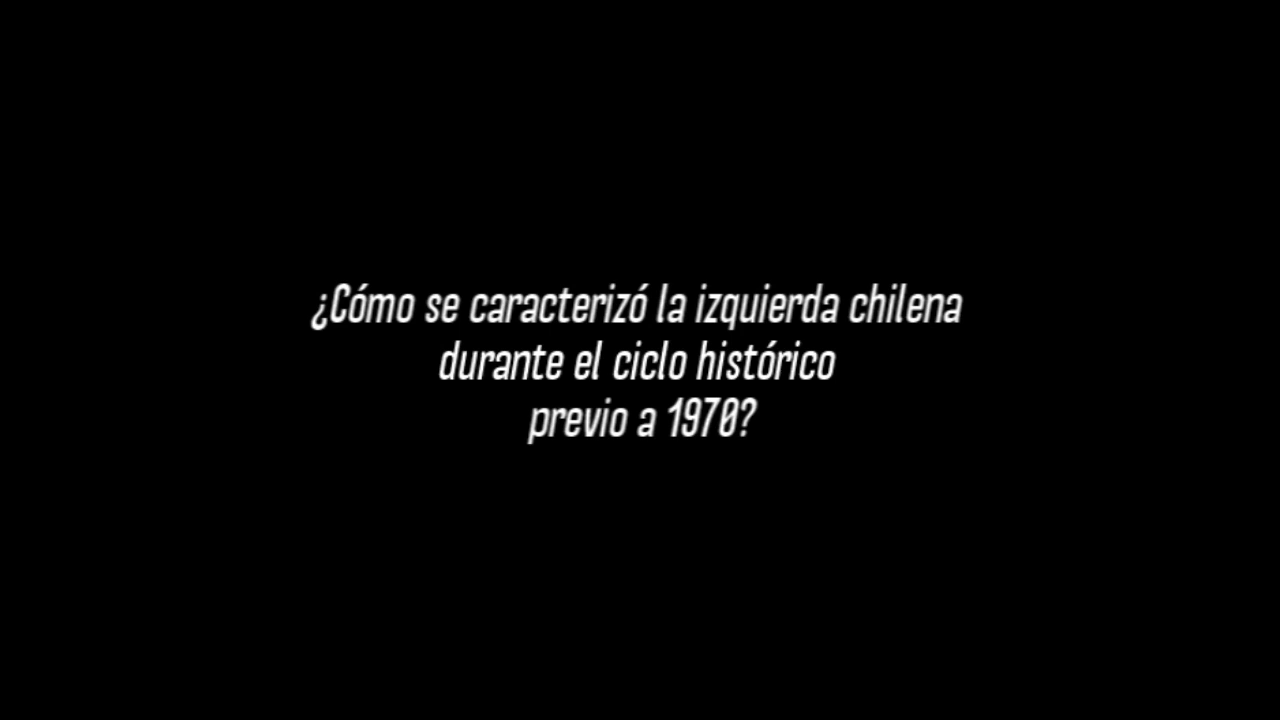 ¿Cómo se caracterizó la izquierda chilena
durante el ciclo histórico
previo a 1970?